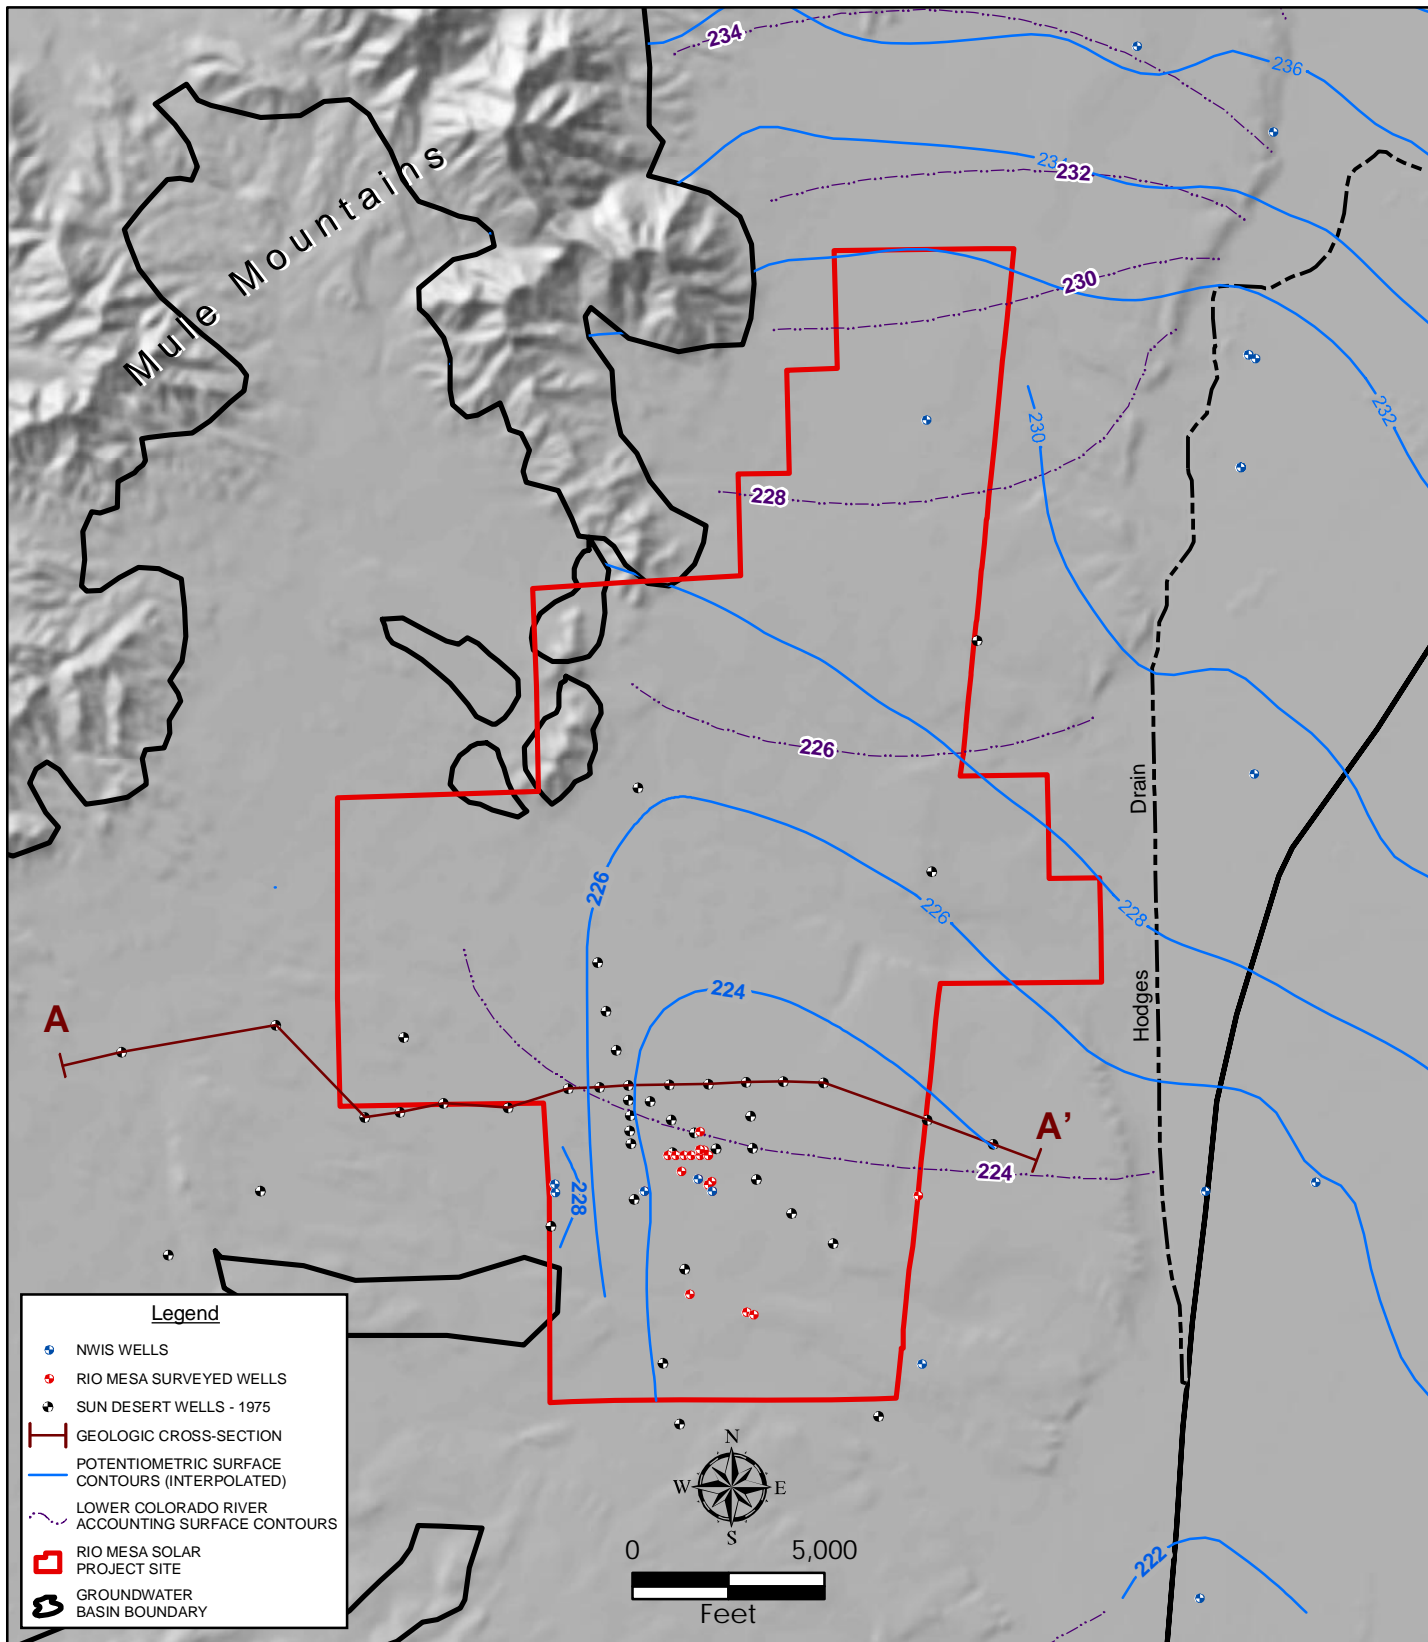 234
236
Mule Mountains
234
232
230
232
230
228
226
Drain
226
226
228
224
Hodges
A
A’
224
228
Legend
NWIS WELLS
RIO MESA SURVEYED WELLS
SUN DESERT WELLS - 1975
GEOLOGIC CROSS-SECTION
POTENTIOMETRIC SURFACE
CONTOURS (INTERPOLATED)
LOWER COLORADO RIVER
ACCOUNTING SURFACE CONTOURS
RIO MESA SOLAR
PROJECT SITE
GROUNDWATER
BASIN BOUNDARY
N
W
E
S
0
5,000
Feet
222